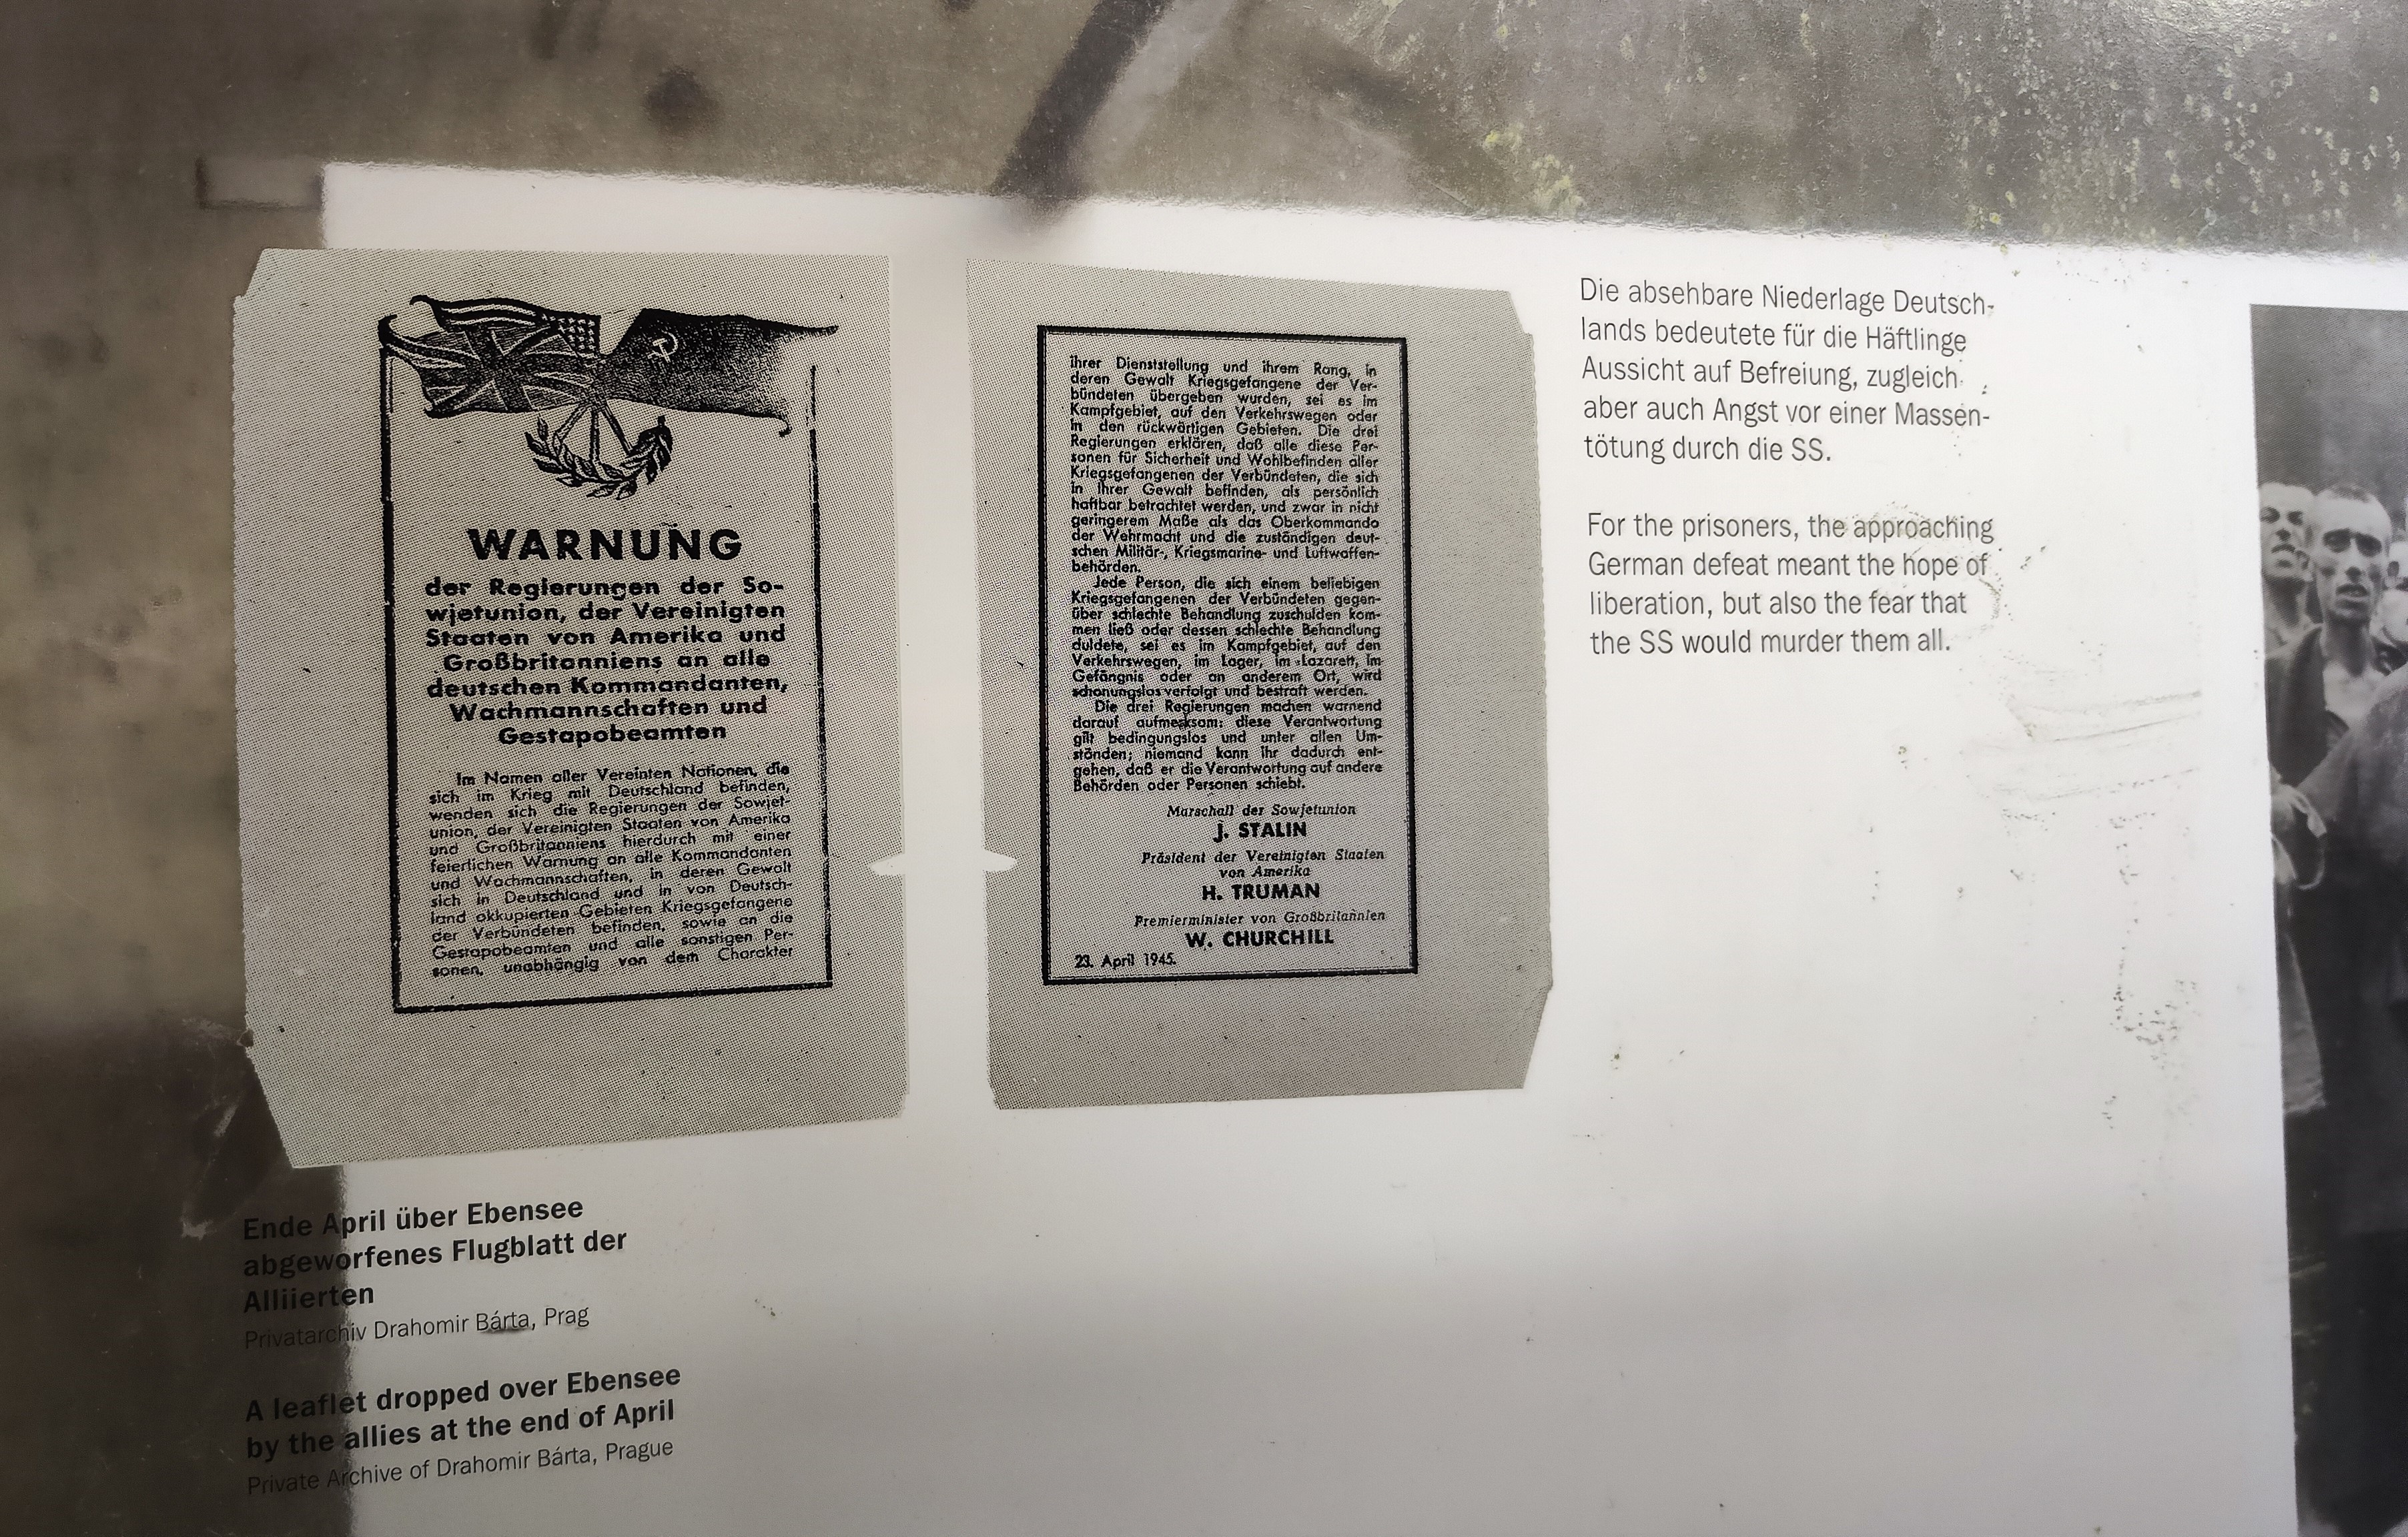 WARNUNG
der Regierungen der So-
wjetunion, der Vereinigten
Staaten von Amerika und
Großbritanniens an alle
deutschen Kommandanten,
Wachmannschaften und
Gestapobeamten
Im Namen aller Vereinten Nationen, die
sich im Krieg mit Deutschland befinden,
wenden sich die Regierungen der Sowjet-
union, der Vereinigten Staaten von Amerika
und Großbritanniens hierdurch mit einer
feierlichen Warnung an alle Kommandanten
und Wachmannschaften, in deren Gewalt
sich in Deutschland und in von Deutsch-
land okkupierten Gebieten Kriegsgefangene
der Verbündeten befinden, sowie an die
Gestapobeamten und alle sonstigen Per-
sonen, unabhängig von dem Charakter
ihrer Dienststellung und ihrem Rang, in
deren Gewalt Kriegsgefangene der Ver-
bündeten übergeben wurden, sei es im
Kampfgebiet, auf den Verkehrswegen oder
in den rückwärtigen Gebieten. Die drei
Regierungen erklären, daß alle diese Per-
sonen für Sicherheit und Wohlbefinden aller
Kriegsgefangenen der Verbündeten, die sich
in ihrer Gewalt befinden, als persönlich
haftbar betrachtet werden, und zwar in nicht
geringerem Maße als das Oberkommando
der Wehrmacht und die zuständigen deut-
schen Militär-, Kriegsmarine- und Luftwaffen-
behörden.
Jede Person, die sich einem beliebigen
Kriegsgefangenen der Verbündeten gegen-
über schlechte Behandlung zuschulden kom-
men ließ oder dessen schlechte Behandlung
duldete, sei es im Kampfgebiet, auf den
Verkehrswegen, im Lager, im Lazarett, im
Gefängnis oder an anderem Ort, wird
schonungslos verfolgt und bestraft werden.
Die drei Regierungen machen warnend
darauf aufmerksam: diese Verantwortung
gilt bedingungslos und unter allen Um-
ständen; niemand kann ihr dadurch ent-
gehen, daß er die Verantwortung auf andere
Behörden oder Personen schiebt.
Marschall der Sowjetunion
J. STALIN
Präsident der Vereinigten Staaten
von Amerika
H. TRUMAN
Premierminister von Großbritannien
W. CHURCHILL
23. April 1945.
Die absehbare Niederlage Deutsch-
lands bedeutete für die Häftlinge
Aussicht auf Befreiung, zugleich
aber auch Angst vor einer Massen-
tötung durch die SS.
For the prisoners, the approaching
German defeat meant the hope of
liberation, but also the fear that
the SS would murder them all.
Ende April über Ebensee
abgeworfenes Flugblatt der
Alliierten
Privatarchiv Drahomir Bárta, Prag
A leaflet dropped over Ebensee
by the allies at the end of April
Private Archive of Drahomir Bárta, Prague